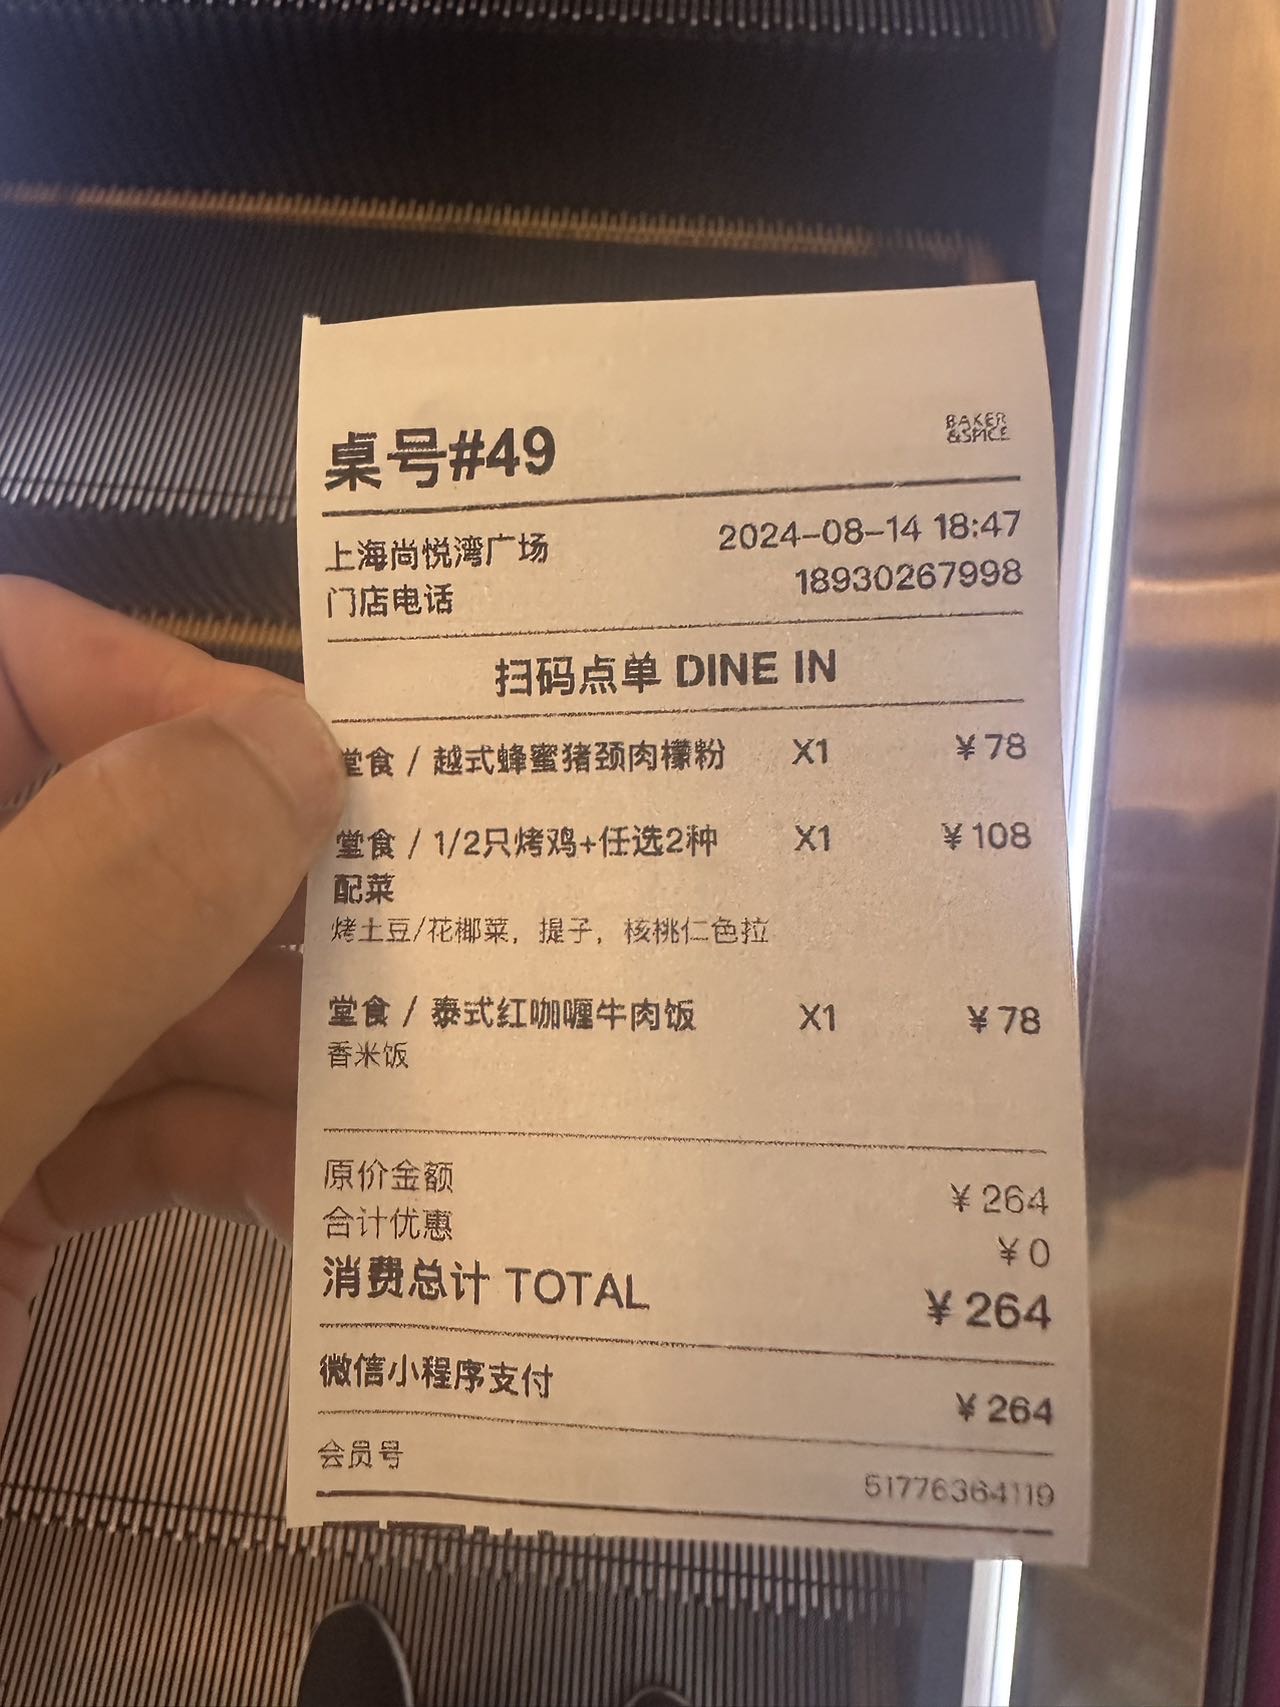 桌号#49
BAKER
&SPICE
上海尚悦湾广场 2024-08-14 18:47
门店电话 18930267998
扫码点单 DINE IN
堂食 / 越式蜂蜜猪颈肉檬粉 X1 ¥78
堂食 / 1/2只烤鸡+任选2种 X1 ¥108
配菜
烤土豆/花椰菜，提子，核桃仁色拉
堂食 / 泰式红咖喱牛肉饭 X1 ¥78
香米饭
原价金额 ¥264
合计优惠 ¥0
消费总计 TOTAL ¥264
微信小程序支付 ¥264
会员号 51776364119